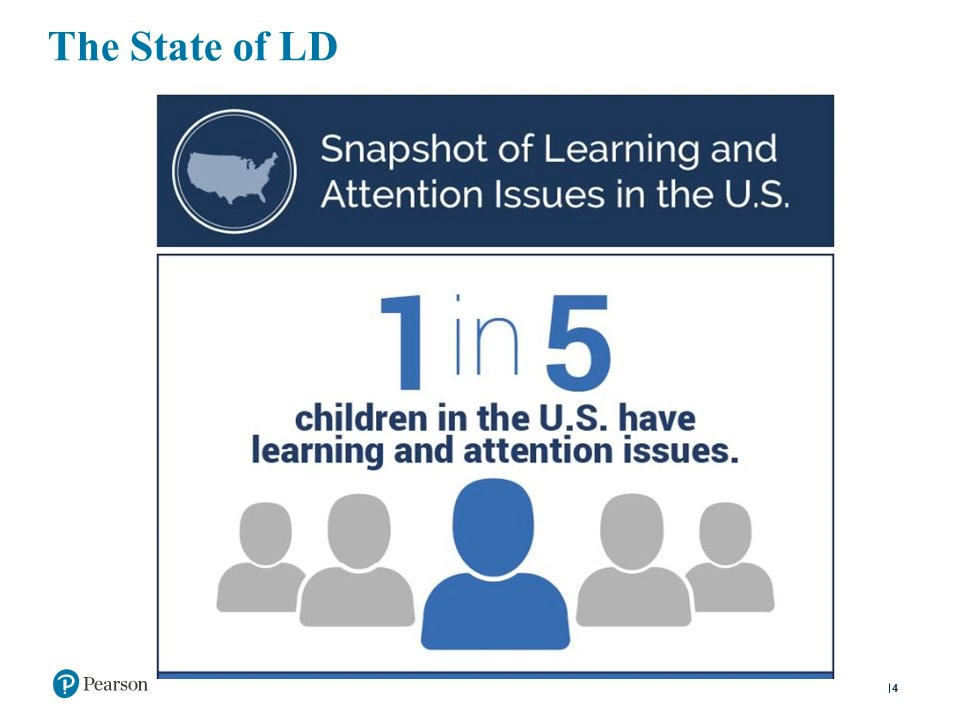 The State of LD
Snapshot of Learning and
Attention Issues in the U.S.
1 in 5
children in the U.S. have
learning and attention issues.
P Pearson
|4